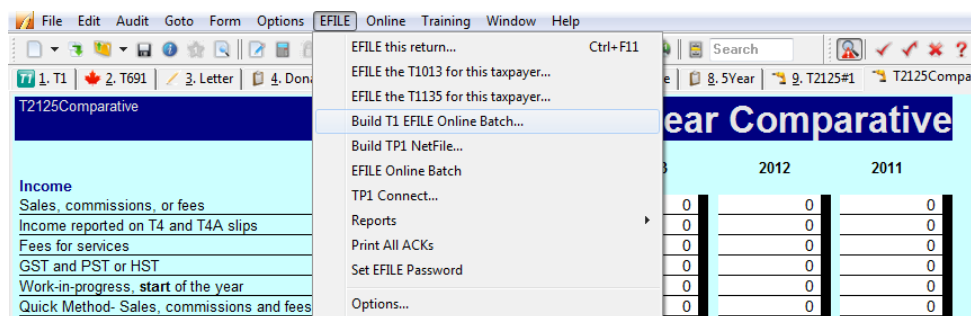 File Edit Audit Goto Form Options EFILE Online Training Window Help
Search
1. T1 2. T691 3. Letter 4. Dona e 8. 5Year 9. T2125#1 T2125Compa
EFILE this return... Ctrl+F11
EFILE the T1013 for this taxpayer...
EFILE the T1135 for this taxpayer...
Build T1 EFILE Online Batch...
Build TP1 NetFile...
EFILE Online Batch
TP1 Connect...
Reports
Print All ACKs
Set EFILE Password
Options...
T2125Comparative
ear Comparative
3 2012 2011
Income
Sales, commissions, or fees 0 0 0
Income reported on T4 and T4A slips 0 0 0
Fees for services 0 0 0
GST and PST or HST 0 0 0
Work-in-progress, start of the year 0 0 0
Quick Method- Sales, commissions and fees 0 0 0